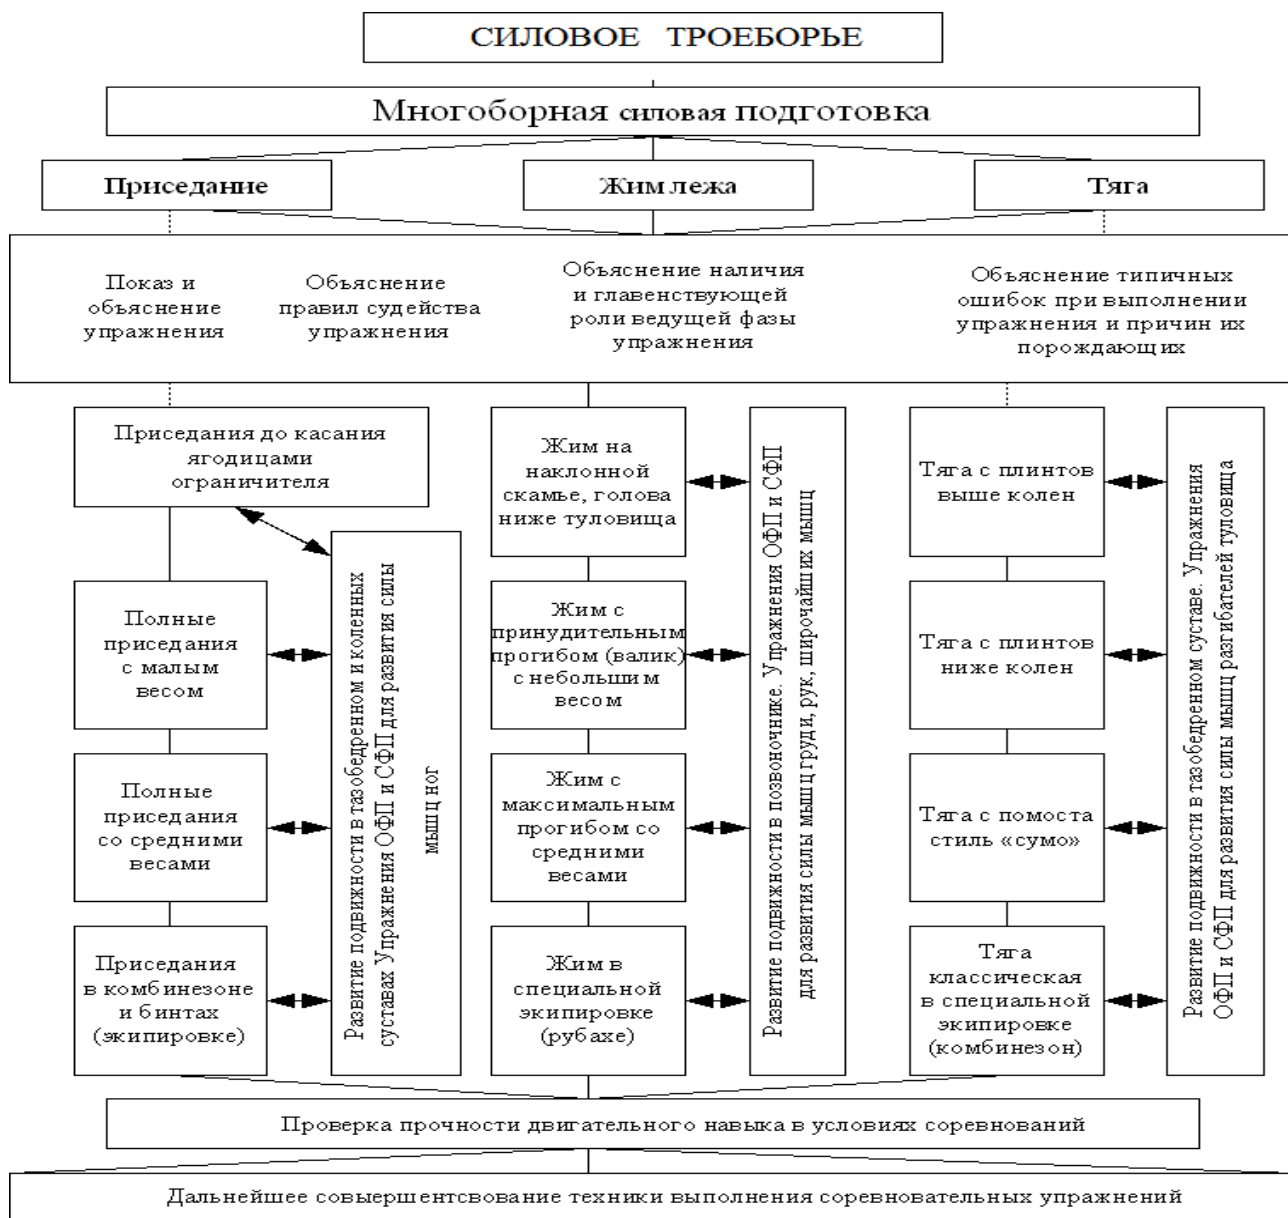 СИЛОВОЕ ТРОЕБОРЬЕ
Многоборная силовая подготовка
Приседание
Жим лежа
Тяга
Показ и
объяснение
упражнения
Объяснение
правил судейства
упражнения
Объяснение наличия
и главенствующей
роли ведущей фазы
упражнения
Объяснение типичных
ошибок при выполнении
упражнения и причин их
порождающих
Приседания до касания
ягодицами
ограничителя
Полные
приседания
с малым
весом
Полные
приседания
со средними
весами
Приседания
в комбинезоне
и бинтах
(экипировке)
Развитие подвижности в тазобедренном и коленных
суставах Упражнения ОФП и СФП для развития силы
мышц ног
Жим на
наклонной
скамье, голова
ниже туловища
Жим с
принудительным
прогибом (валик)
с небольшим
весом
Жим с
максимальным
прогибом со
средними
весами
Жим в
специальной
экипировке
(рубахе)
Развитие подвижности в позвоночнике. Упражнения ОФП и СФП
для развития силы мышц груди, рук, широчайших мышц
Тяга с плинтов
выше колен
Тяга с плинтов
ниже колен
Тяга с помоста
стиль «сумо»
Тяга
классическая
в специальной
экипировке
(комбинезон)
Развитие подвижности в тазобедренном суставе. Упражнения
ОФП и СФП для развития силы мышц разгибателей туловища
Проверка прочности двигательного навыка в условиях соревнований
Дальнейшее совыершентсвование техники выполнения соревновательных упражнений